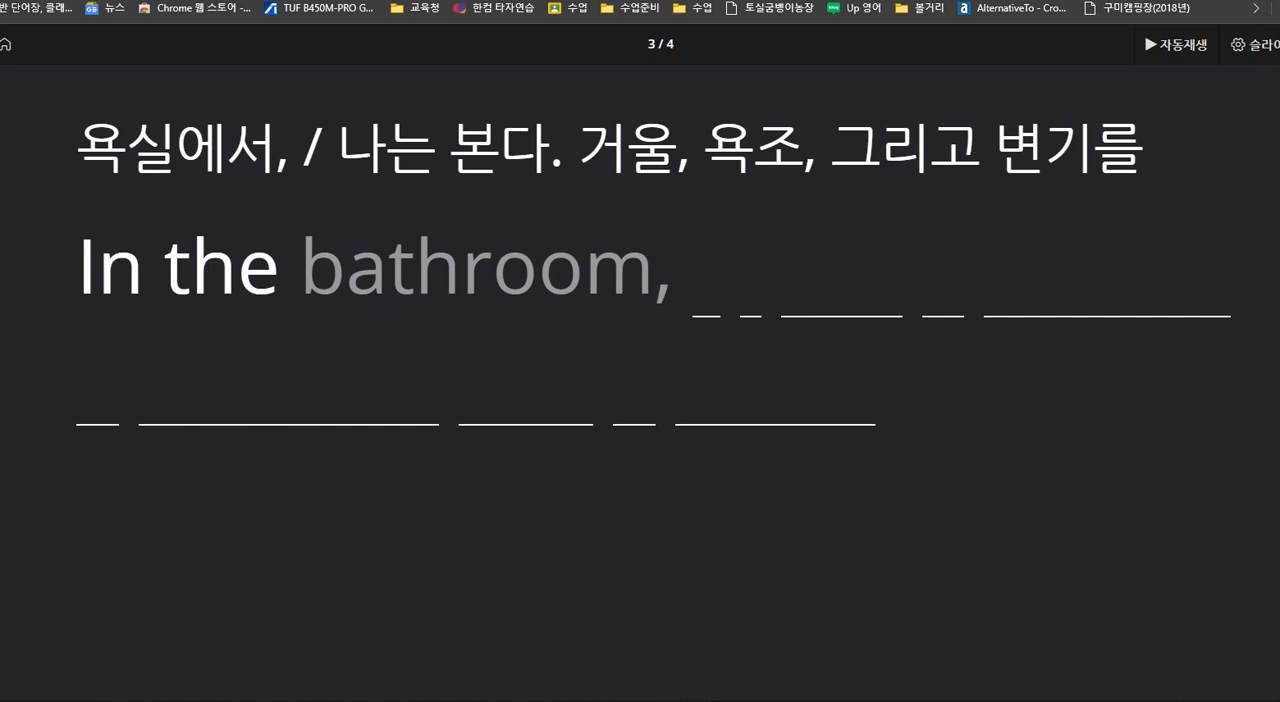 반 단어장, 클래... 뉴스 Chrome 웹 스토어 -... TUF B450M-PRO G... 교육청 한컴 타자연습 수업 수업준비 수업 토실굼벵이농장 Up 영어 볼거리 AlternativeTo - Cro... 구미캠핑장(2018년)
3 / 4 자동재생 슬라이
욕실에서, / 나는 본다. 거울, 욕조, 그리고 변기를
In the bathroom,